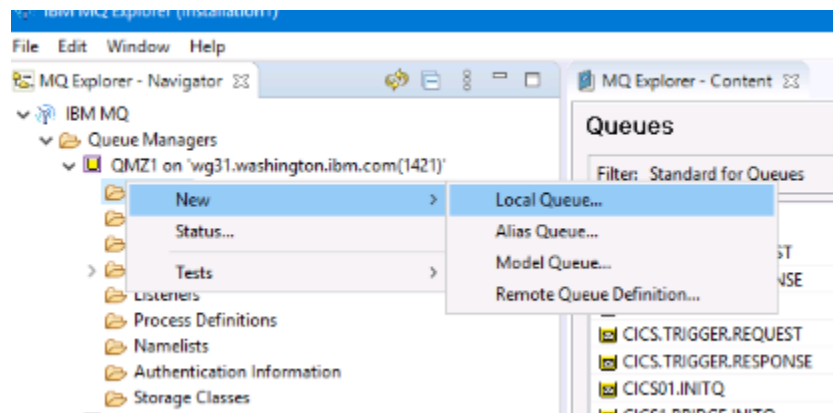 IBM MQ Explorer (Installation1)
File Edit Window Help
MQ Explorer - Navigator
IBM MQ
Queue Managers
QMZ1 on 'wg31.washington.ibm.com(1421)'
New
Status...
Tests
Listeners
Process Definitions
Namelists
Authentication Information
Storage Classes
Local Queue...
Alias Queue...
Model Queue...
Remote Queue Definition...
MQ Explorer - Content
Queues
Filter: Standard for Queues
ST
NSE
CICS.TRIGGER.REQUEST
CICS.TRIGGER.RESPONSE
CICS01.INITQ